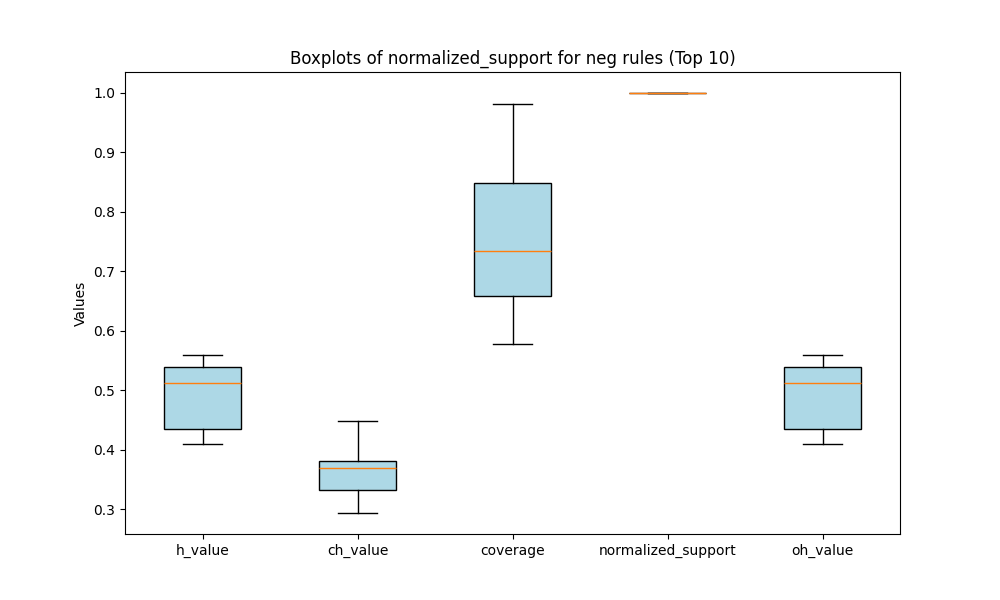 Boxplots of normalized_support for neg rules (Top 10)
Values
1.0
0.9
0.8
0.7
0.6
0.5
0.4
0.3
h_value
ch_value
coverage
normalized_support
oh_value